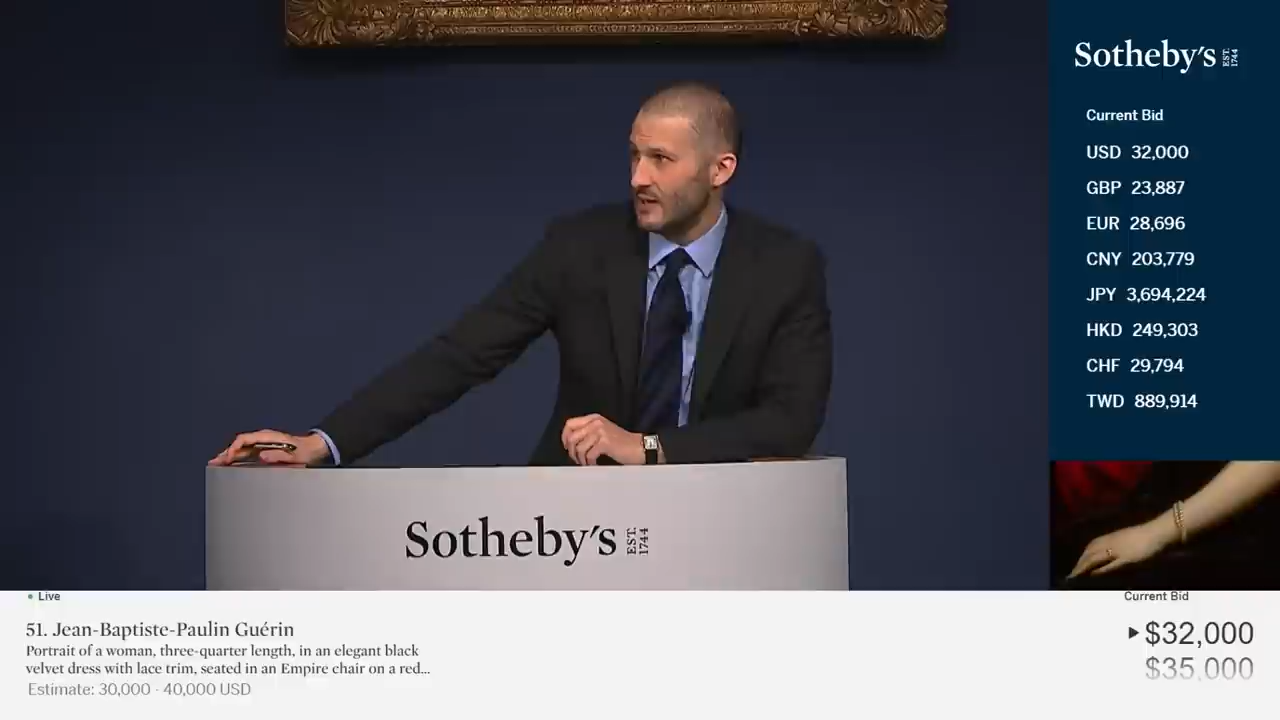 Sotheby's EST. 1744
Current Bid
USD 32,000
GBP 23,887
EUR 28,696
CNY 203,779
JPY 3,694,224
HKD 249,303
CHF 29,794
TWD 889,914
Sotheby's EST. 1744
Live
51. Jean-Baptiste-Paulin Guérin
Portrait of a woman, three-quarter length, in an elegant black
velvet dress with lace trim, seated in an Empire chair on a red...
Estimate: 30,000 - 40,000 USD
Current Bid
$32,000
$35,000